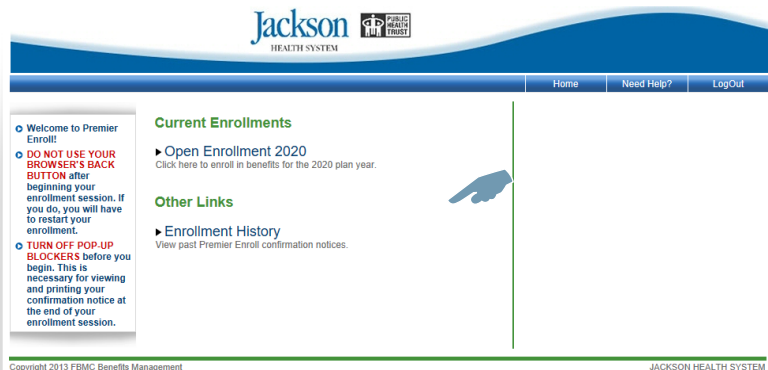 Jackson
HEALTH SYSTEM
PUBLIC
HEALTH
TRUST
Home
Need Help?
LogOut
Welcome to Premier
Enroll!
DO NOT USE YOUR
BROWSER'S BACK
BUTTON after
beginning your
enrollment session. If
you do, you will have
to restart your
enrollment.
TURN OFF POP-UP
BLOCKERS before you
begin. This is
necessary for viewing
and printing your
confirmation notice at
the end of your
enrollment session.
Current Enrollments
Open Enrollment 2020
Click here to enroll in benefits for the 2020 plan year.
Other Links
Enrollment History
View past Premier Enroll confirmation notices.
Copyright 2013 FBMC Benefits Management
JACKSON HEALTH SYSTEM